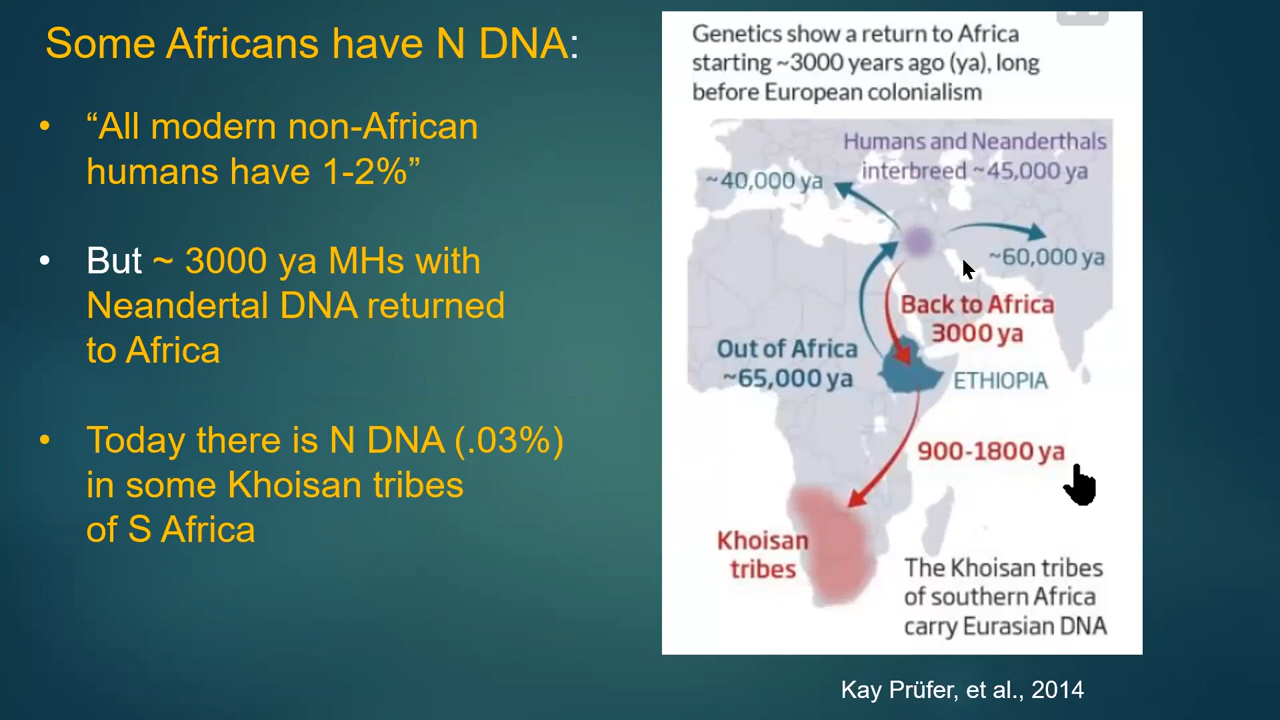 Some Africans have N DNA:
• “All modern non-African
humans have 1-2%”
• But ~ 3000 ya MHs with
Neandertal DNA returned
to Africa
• Today there is N DNA (.03%)
in some Khoisan tribes
of S Africa
Genetics show a return to Africa
starting ~3000 years ago (ya), long
before European colonialism
Humans and Neanderthals
interbreed ~45,000 ya
~40,000 ya
~60,000 ya
Back to Africa
3000 ya
Out of Africa
~65,000 ya
ETHIOPIA
900-1800 ya
Khoisan
tribes
The Khoisan tribes
of southern Africa
carry Eurasian DNA
Kay Prüfer, et al., 2014